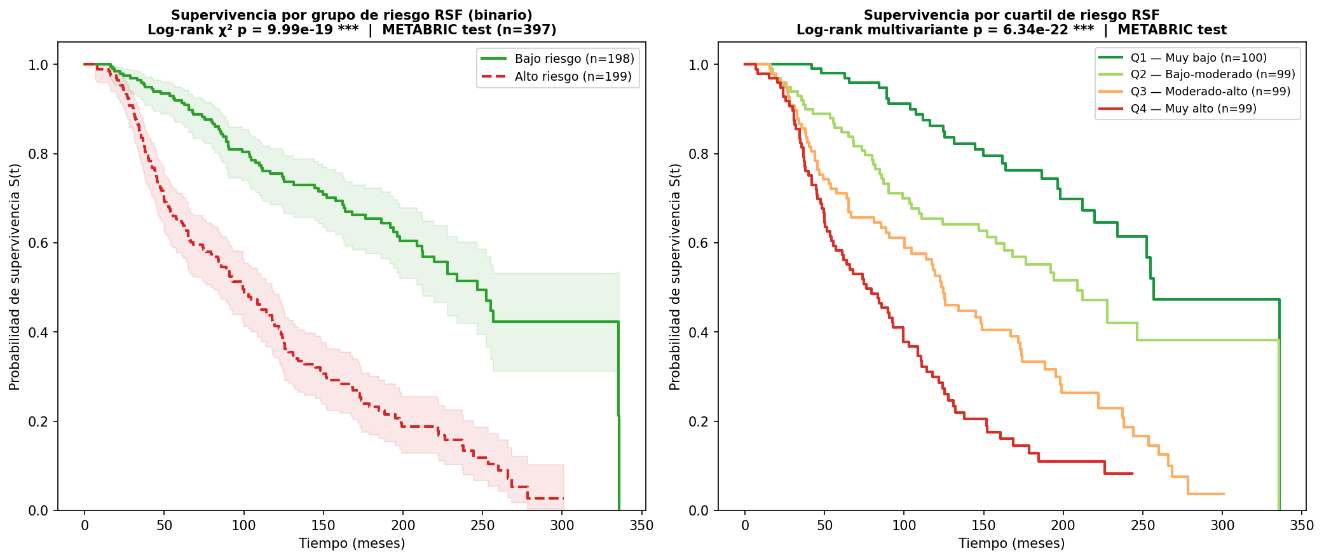 Supervivencia por grupo de riesgo RSF (binario)
Log-rank χ² p = 9.99e-19 *** | METABRIC test (n=397)
Bajo riesgo (n=198)
Alto riesgo (n=199)
Probabilidad de supervivencia S(t)
1.0
0.8
0.6
0.4
0.2
0.0
0 50 100 150 200 250 300 350
Tiempo (meses)
Supervivencia por cuartil de riesgo RSF
Log-rank multivariante p = 6.34e-22 *** | METABRIC test
Q1 — Muy bajo (n=100)
Q2 — Bajo-moderado (n=99)
Q3 — Moderado-alto (n=99)
Q4 — Muy alto (n=99)
Probabilidad de supervivencia S(t)
1.0
0.8
0.6
0.4
0.2
0.0
0 50 100 150 200 250 300 350
Tiempo (meses)